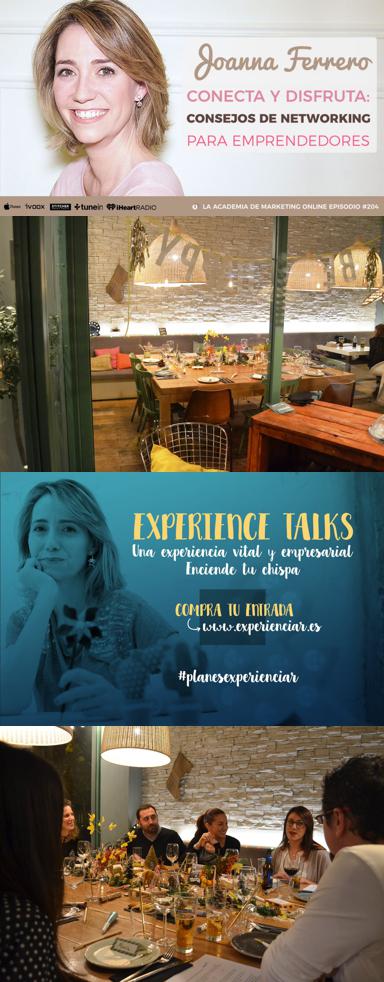 Joanna Ferrero
CONECTA Y DISFRUTA:
CONSEJOS DE NETWORKING
PARA EMPRENDEDORES
iTunes iVOOX STITCHER tunein iHeartRADIO
LA ACADEMIA DE MARKETING ONLINE EPISODIO #204
EXPERIENCE TALKS
Una experiencia vital y empresarial
Enciende tu chispa
COMPRA TU ENTRADA
www.experienciar.es
#planesexperienciar